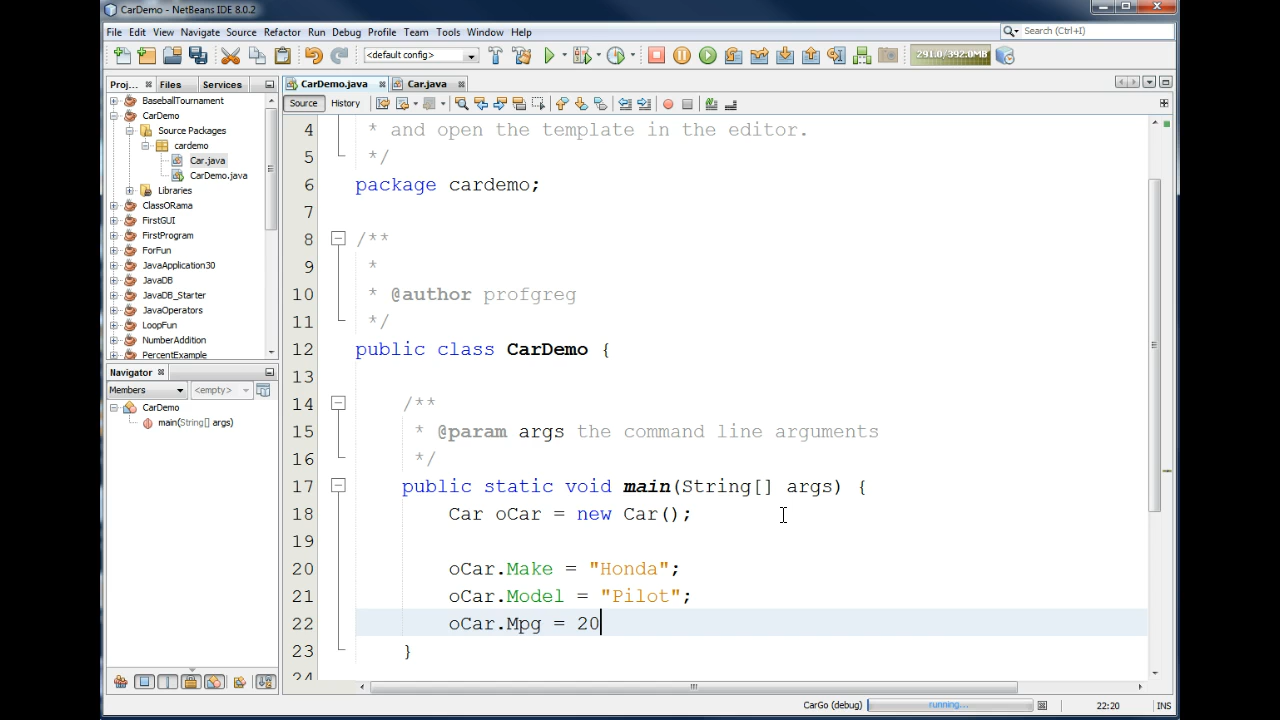 CarDemo - NetBeans IDE 8.0.2
File Edit View Navigate Source Refactor Run Debug Profile Team Tools Window Help
Search (Ctrl+I)
<default config>
291.0/392.0MB
Proj... Files Services
CarDemo.java Car.java
Source History
BaseballTournament
CarDemo
Source Packages
cardemo
Car.java
CarDemo.java
Libraries
ClassORama
FirstGUI
FirstProgram
ForFun
JavaApplication30
JavaDB
JavaDB_Starter
JavaOperators
LoopFun
NumberAddition
PercentExample
Navigator
Members <empty>
CarDemo
main(String[] args)
4 * and open the template in the editor.
5 */
6 package cardemo;
7
8 /**
9 *
10 * @author profgreg
11 */
12 public class CarDemo {
13
14 /**
15 * @param args the command line arguments
16 */
17 public static void main(String[] args) {
18 Car oCar = new Car();
19
20 oCar.Make = "Honda";
21 oCar.Model = "Pilot";
22 oCar.Mpg = 20
23 }
24
CarGo (debug) running... 22:20 INS